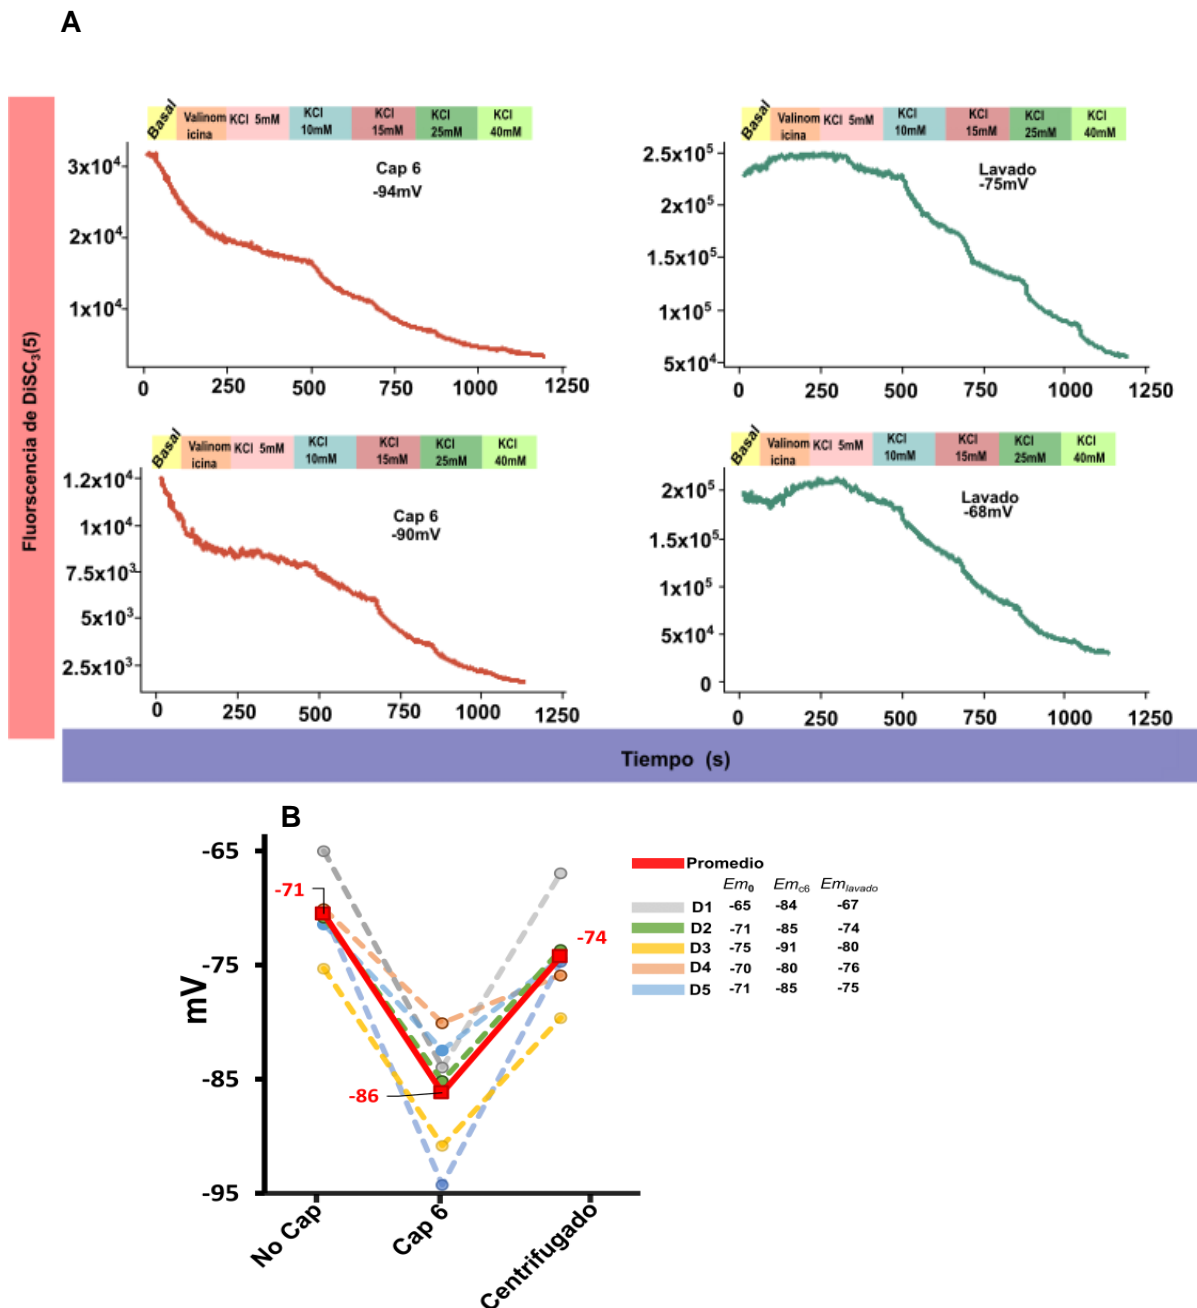 A
Fluorescencia de DiSC₃(5)
Basal
Valinom
icina
KCl 5mM
KCl
10mM
KCl
15mM
KCl
25mM
KCl
40mM
Cap 6
-94mV
3x10⁴
2x10⁴
1x10⁴
0 250 500 750 1000 1250
Basal
Valinom
icina
KCl 5mM
KCl
10mM
KCl
15mM
KCl
25mM
KCl
40mM
Lavado
-75mV
2.5x10⁵
2x10⁵
1.5x10⁵
1x10⁵
5x10⁴
0 250 500 750 1000 1250
Basal
Valinom
icina
KCl 5mM
KCl
10mM
KCl
15mM
KCl
25mM
KCl
40mM
Cap 6
-90mV
1.2x10⁴
1x10⁴
7.5x10³
5x10³
2.5x10³
0 250 500 750 1000 1250
Basal
Valinom
icina
KCl 5mM
KCl
10mM
KCl
15mM
KCl
25mM
KCl
40mM
Lavado
-68mV
2x10⁵
1.5x10⁵
1x10⁵
5x10⁴
0
0 250 500 750 1000 1250
Tiempo (s)
B
mV
-65
-75
-85
-95
-71
-86
-74
No Cap
Cap 6
Centrifugado
Promedio
Em₀ Em_c6 Em_lavado
D1 -65 -84 -67
D2 -71 -85 -74
D3 -75 -91 -80
D4 -70 -80 -76
D5 -71 -85 -75